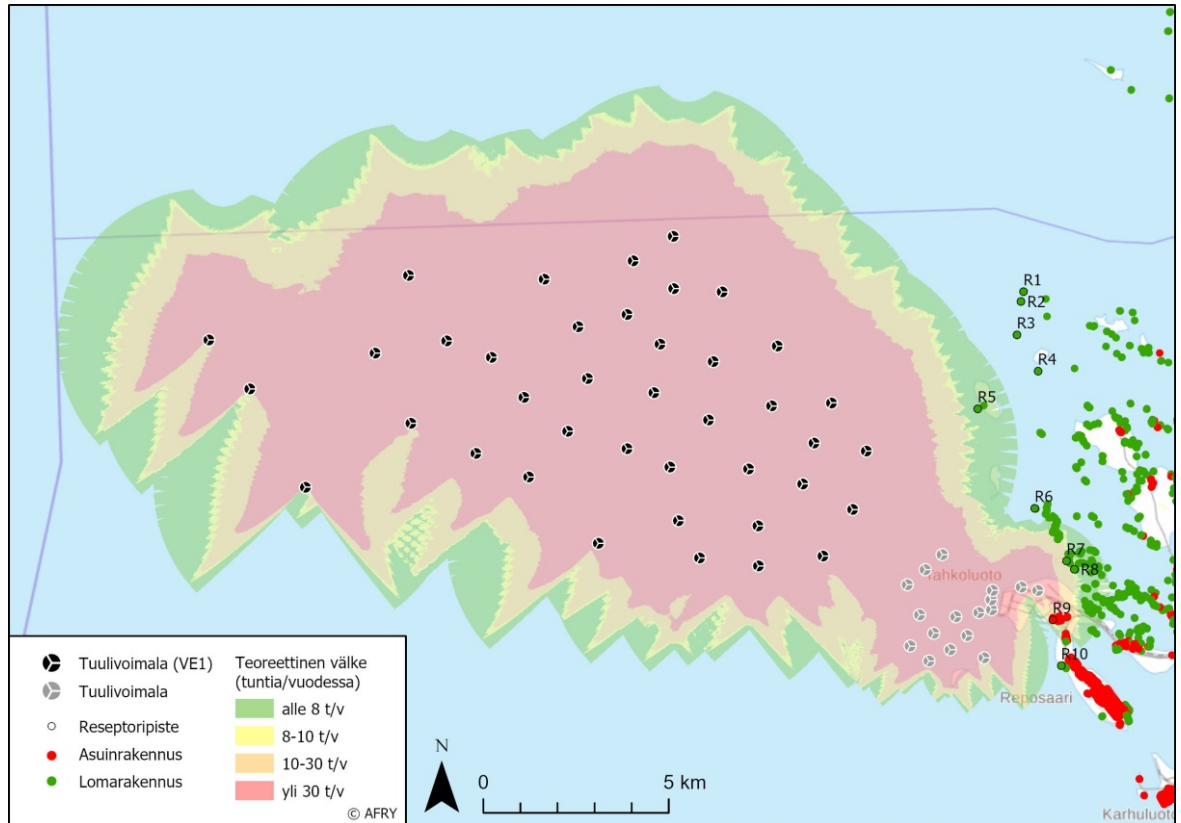 R1
R2
R3
R4
R5
R6
R7
R8
Tahkoluoto
R9
R10
Reposaari
Karhuluoto
Tuulivoimala (VE1)
Tuulivoimala
Reseptoripiste
Asuinrakennus
Lomarakennus
Teoreettinen välke
(tuntia/vuodessa)
alle 8 t/v
8-10 t/v
10-30 t/v
yli 30 t/v
© AFRY
N
0 5 km